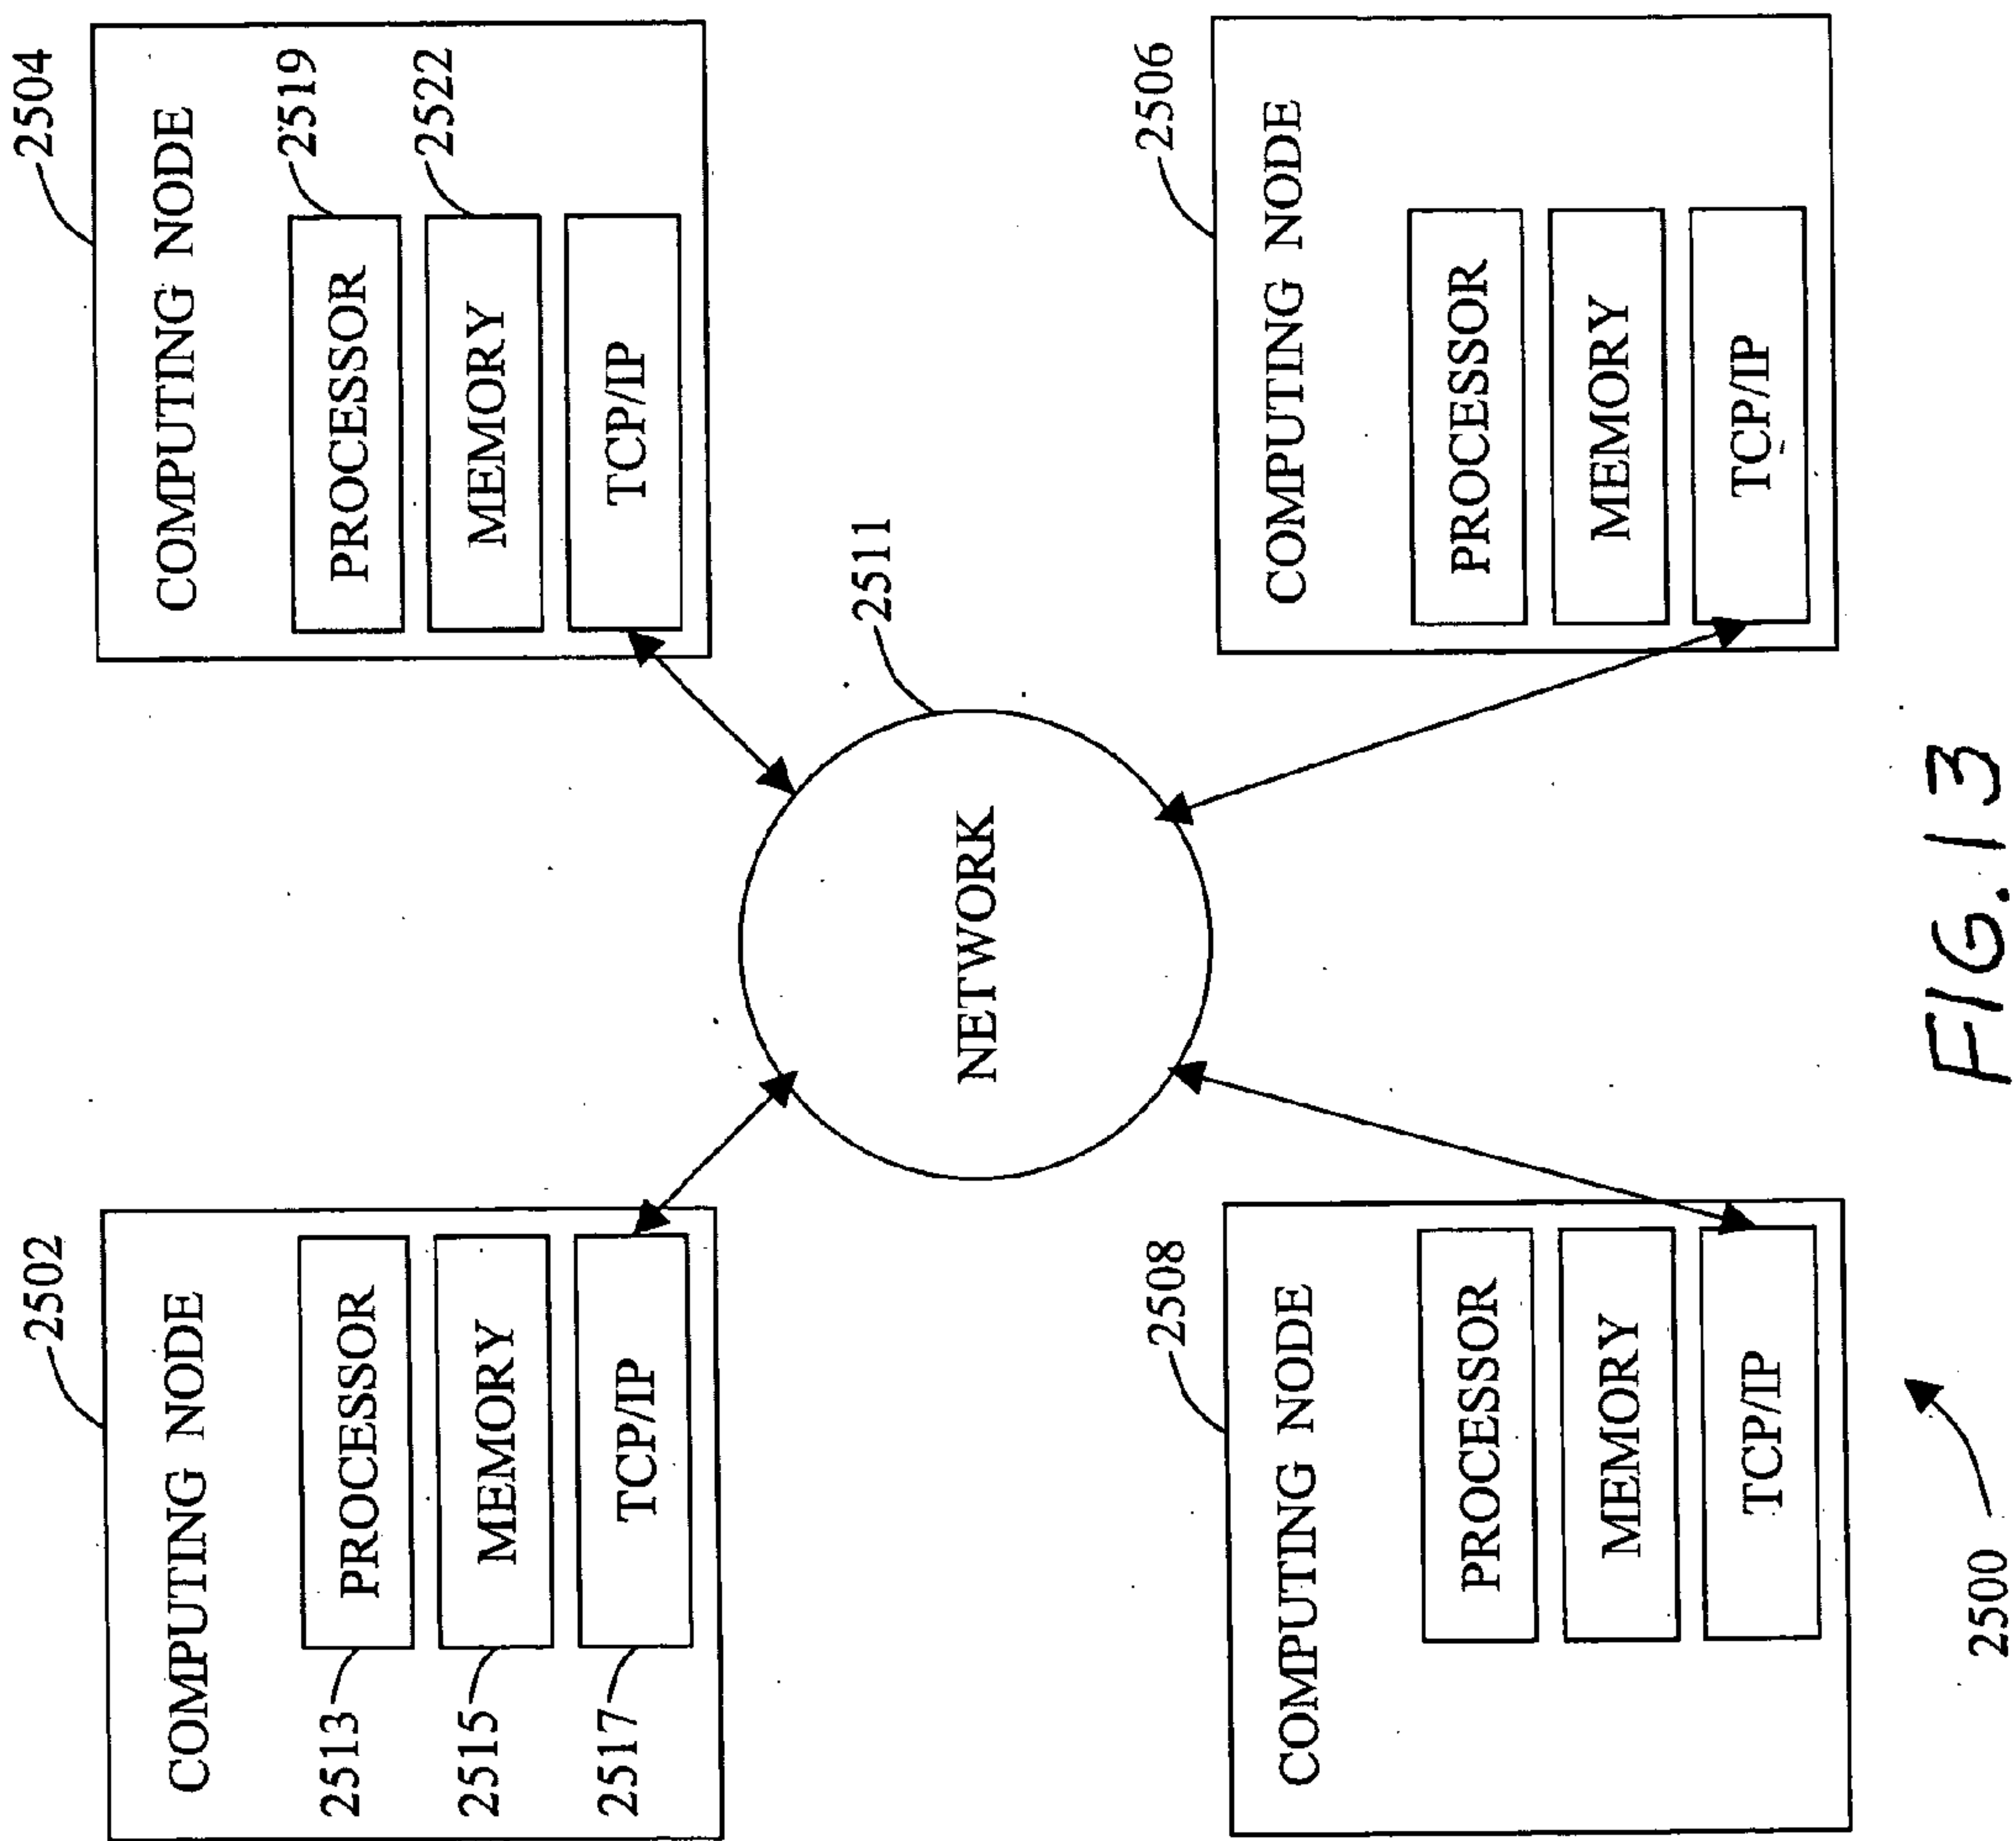 2502
COMPUTING NODE
2513
PROCESSOR
2515
MEMORY
2517
TCP/IP
2504
COMPUTING NODE
PROCESSOR
2519
MEMORY
2522
TCP/IP
NETWORK
2511
2508
COMPUTING NODE
PROCESSOR
MEMORY
TCP/IP
2506
COMPUTING NODE
PROCESSOR
MEMORY
TCP/IP
2500
FIG. 13